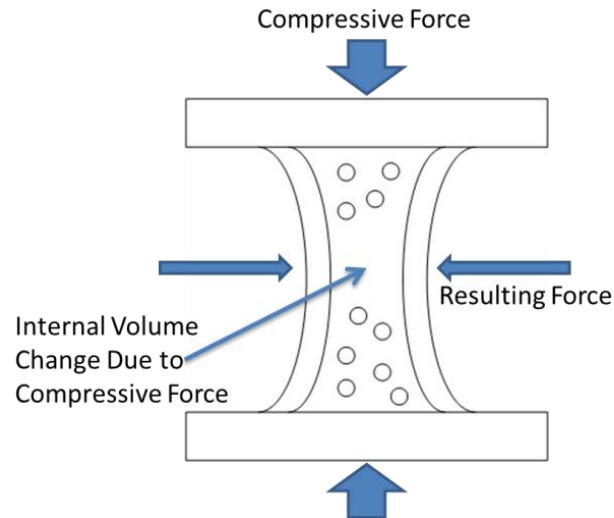 Compressive Force
Resulting Force
Internal Volume
Change Due to
Compressive Force